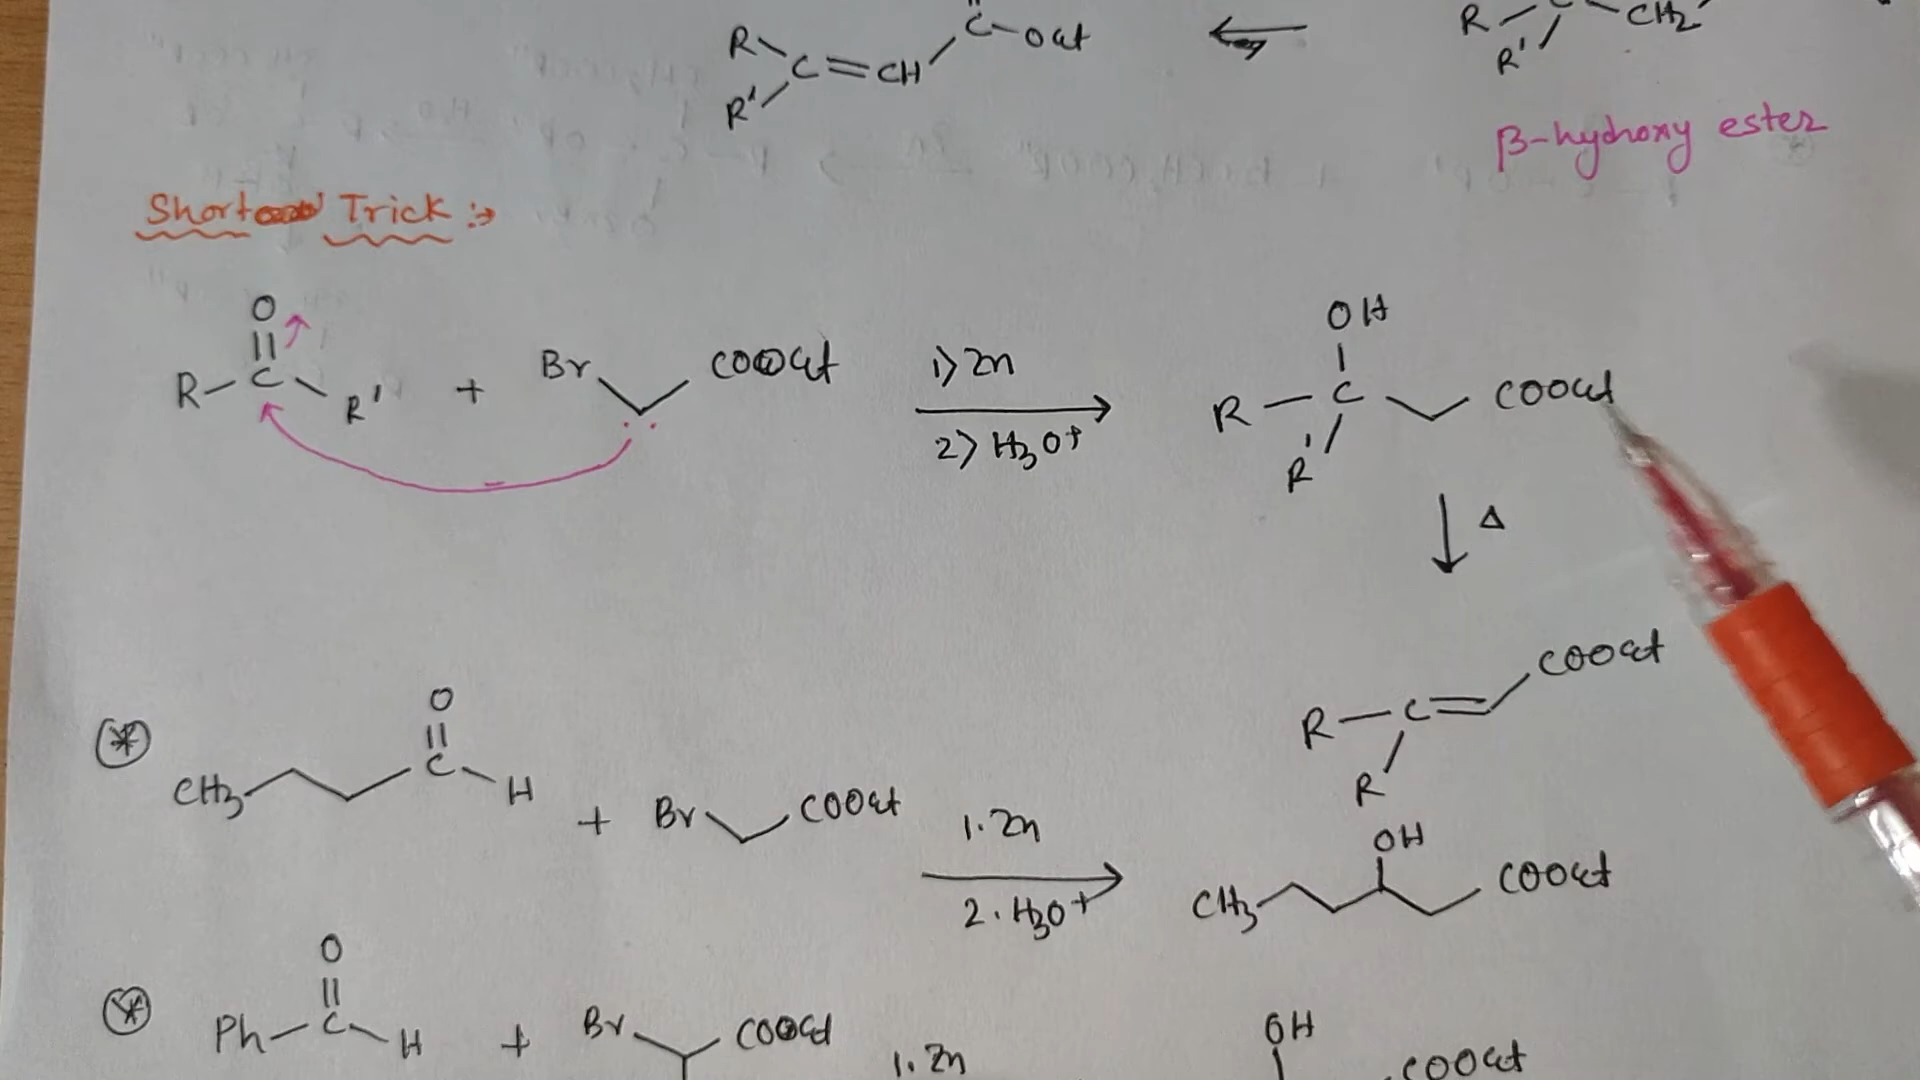 R C=CH C-OEt
R'
R C CH2
R'
β-hydroxy ester
Short Trick :→
O
R-C-R' + Br COOEt 1) Zn
2) H3O+
OH
R-C COOEt
R'
Δ
R-C= COOEt
R
O
CH3 C-H + Br COOEt 1. Zn
2. H3O+
OH
CH3 COOEt
O
Ph-C-H + Br COOEt 1. Zn
OH
COOEt